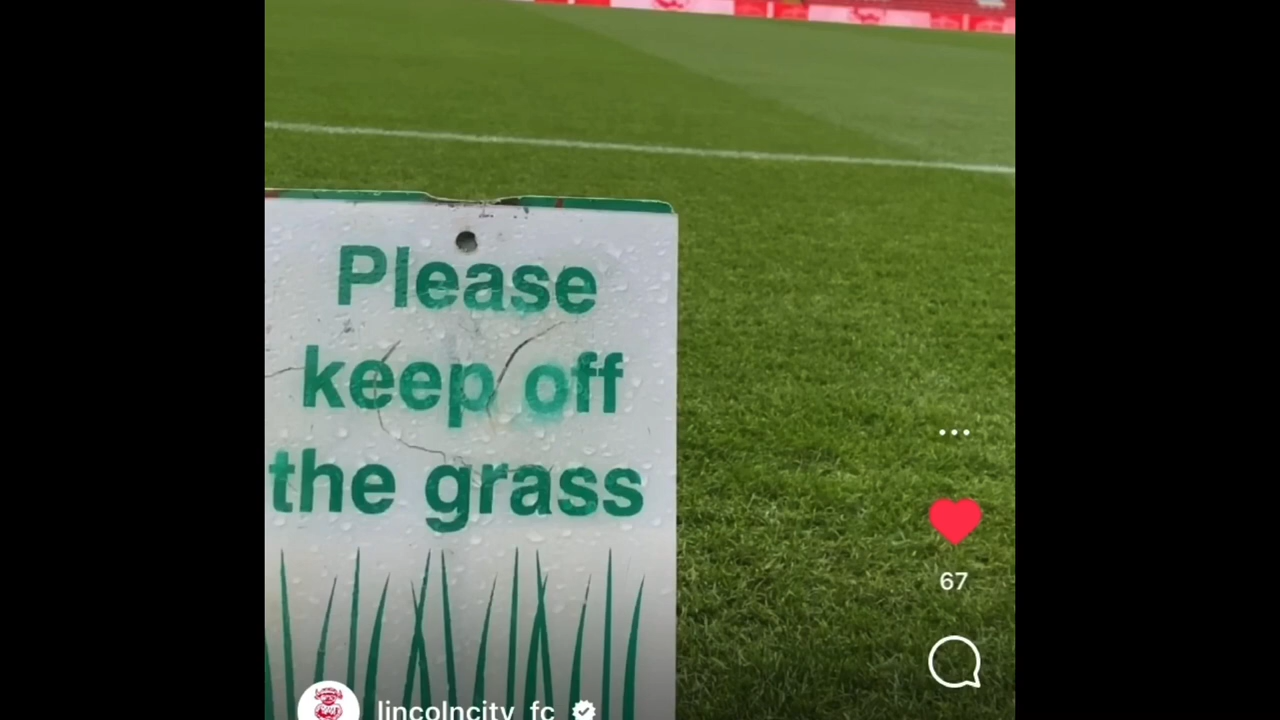 Please
keep off
the grass
67
lincolncity_fc